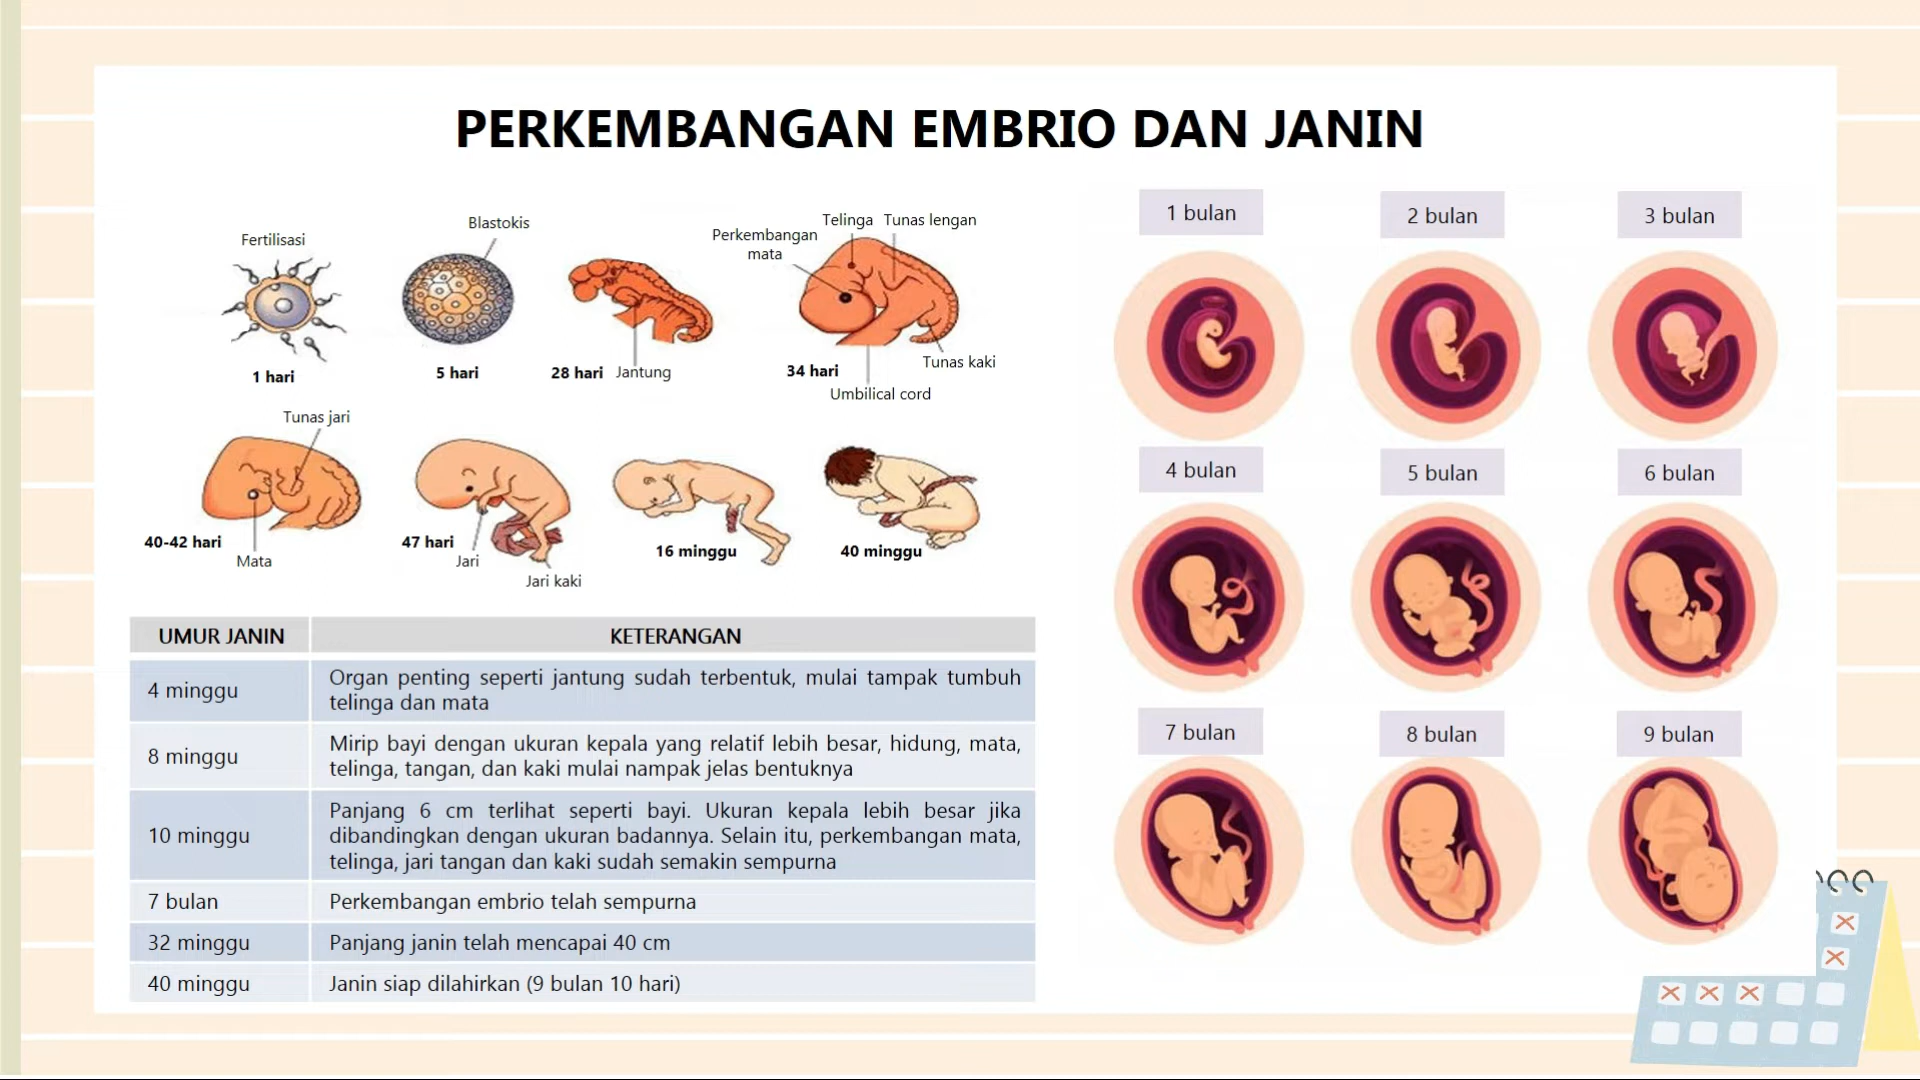 PERKEMBANGAN EMBRIO DAN JANIN
Fertilisasi
1 hari
Blastokis
5 hari
28 hari
Jantung
Perkembangan
mata
Telinga
Tunas lengan
34 hari
Tunas kaki
Umbilical cord
Tunas jari
40-42 hari
Mata
47 hari
Jari
Jari kaki
16 minggu
40 minggu
UMUR JANIN
KETERANGAN
4 minggu
Organ penting seperti jantung sudah terbentuk, mulai tampak tumbuh
telinga dan mata
8 minggu
Mirip bayi dengan ukuran kepala yang relatif lebih besar, hidung, mata,
telinga, tangan, dan kaki mulai nampak jelas bentuknya
10 minggu
Panjang 6 cm terlihat seperti bayi. Ukuran kepala lebih besar jika
dibandingkan dengan ukuran badannya. Selain itu, perkembangan mata,
telinga, jari tangan dan kaki sudah semakin sempurna
7 bulan
Perkembangan embrio telah sempurna
32 minggu
Panjang janin telah mencapai 40 cm
40 minggu
Janin siap dilahirkan (9 bulan 10 hari)
1 bulan
2 bulan
3 bulan
4 bulan
5 bulan
6 bulan
7 bulan
8 bulan
9 bulan